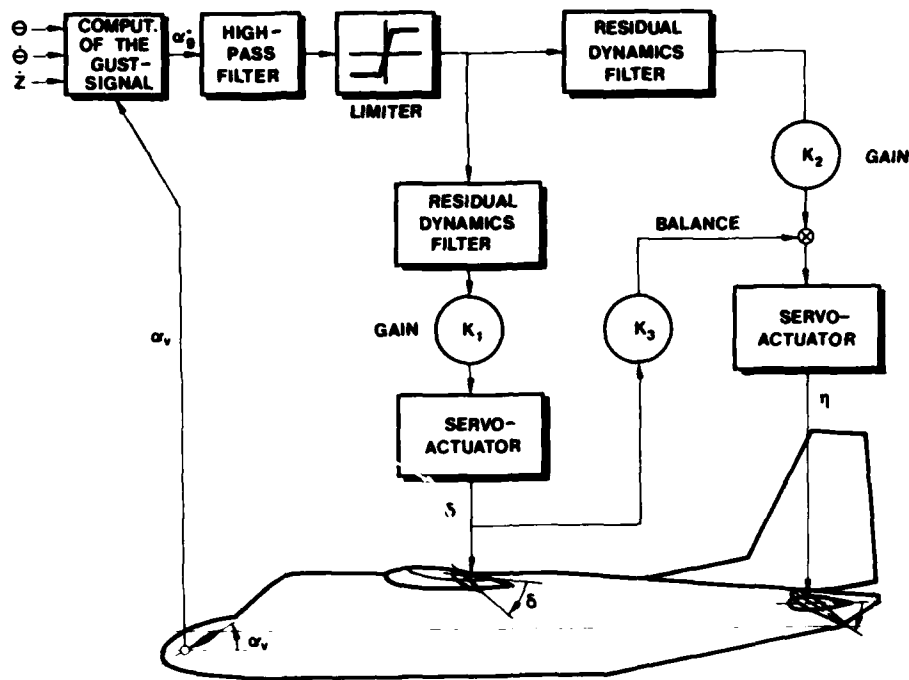 Θ
Θ̇
Ż
COMPUT.
OF THE
GUST-
SIGNAL
α*g
HIGH-
PASS
FILTER
LIMITER
RESIDUAL
DYNAMICS
FILTER
K2
GAIN
RESIDUAL
DYNAMICS
FILTER
BALANCE
GAIN
K1
K3
SERVO-
ACTUATOR
αv
SERVO-
ACTUATOR
η
δ
δ
αv